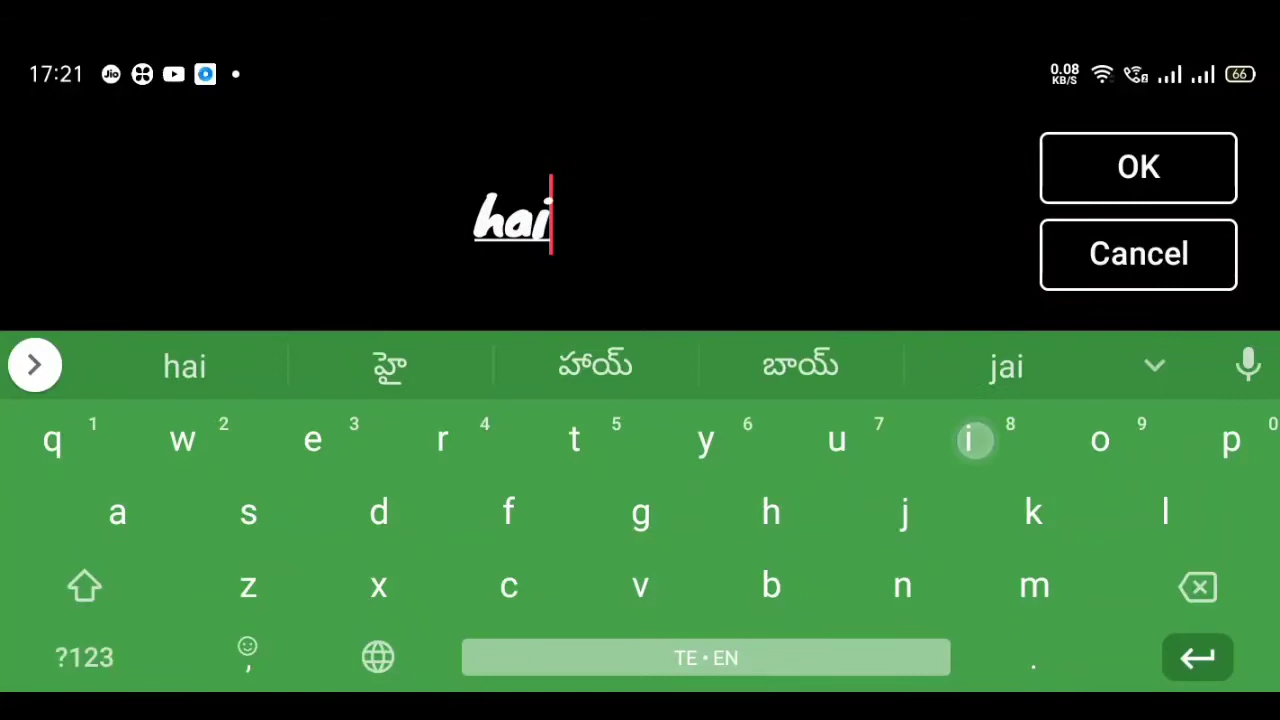 17:21 Jio 0.08 KB/S 66
OK
hai
Cancel
hai హై హాయ్ బాయ్ jai
q 1 w 2 e 3 r 4 t 5 y 6 u 7 i 8 o 9 p 0
a s d f g h j k l
z x c v b n m
?123 , TE • EN .